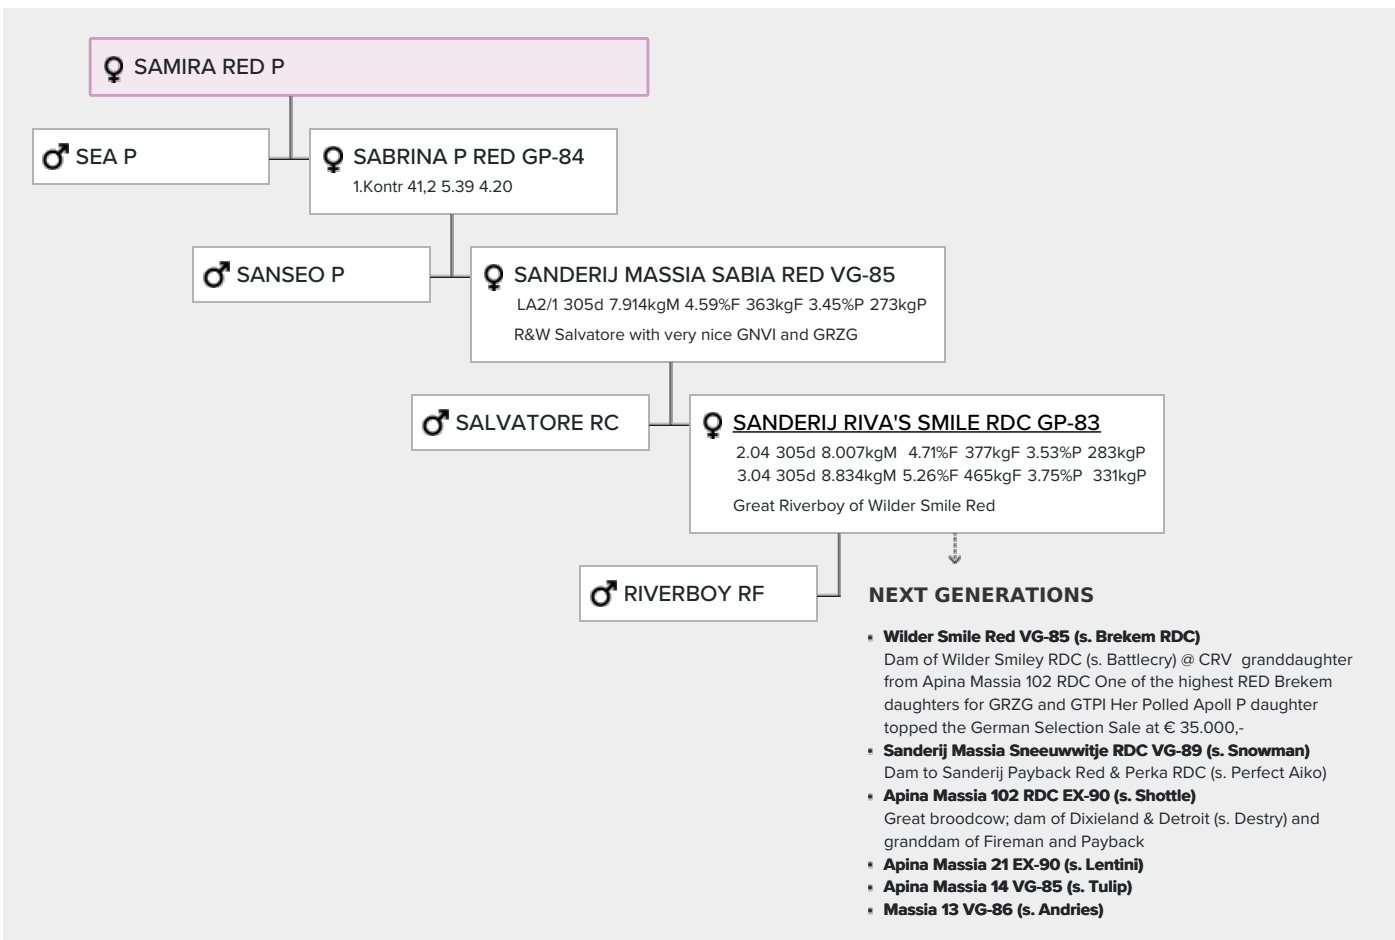 SAMIRA RED P
SEA P
SABRINA P RED GP-84
1.Kontr 41,2 5.39 4.20
SANSEO P
SANDERIJ MASSIA SABIA RED VG-85
LA2/1 305d 7.914kgM 4.59%F 363kgF 3.45%P 273kgP
R&W Salvatore with very nice GNVI and GRZG
SALVATORE RC
SANDERIJ RIVA'S SMILE RDC GP-83
2.04 305d 8.007kgM 4.71%F 377kgF 3.53%P 283kgP
3.04 305d 8.834kgM 5.26%F 465kgF 3.75%P 331kgP
Great Riverboy of Wilder Smile Red
RIVERBOY RF
NEXT GENERATIONS
Wilder Smile Red VG-85 (s. Brekem RDC)
Dam of Wilder Smiley RDC (s. Battlecry) @ CRV granddaughter
from Apina Massia 102 RDC One of the highest RED Brekem
daughters for GRZG and GTPI Her Polled Apoll P daughter
topped the German Selection Sale at € 35.000,-
Sanderij Massia Sneeuwwitje RDC VG-89 (s. Snowman)
Dam to Sanderij Payback Red & Perka RDC (s. Perfect Aiko)
Apina Massia 102 RDC EX-90 (s. Shottle)
Great broodcow; dam of Dixieland & Detroit (s. Destry) and
granddam of Fireman and Payback
Apina Massia 21 EX-90 (s. Lentini)
Apina Massia 14 VG-85 (s. Tulip)
Massia 13 VG-86 (s. Andries)